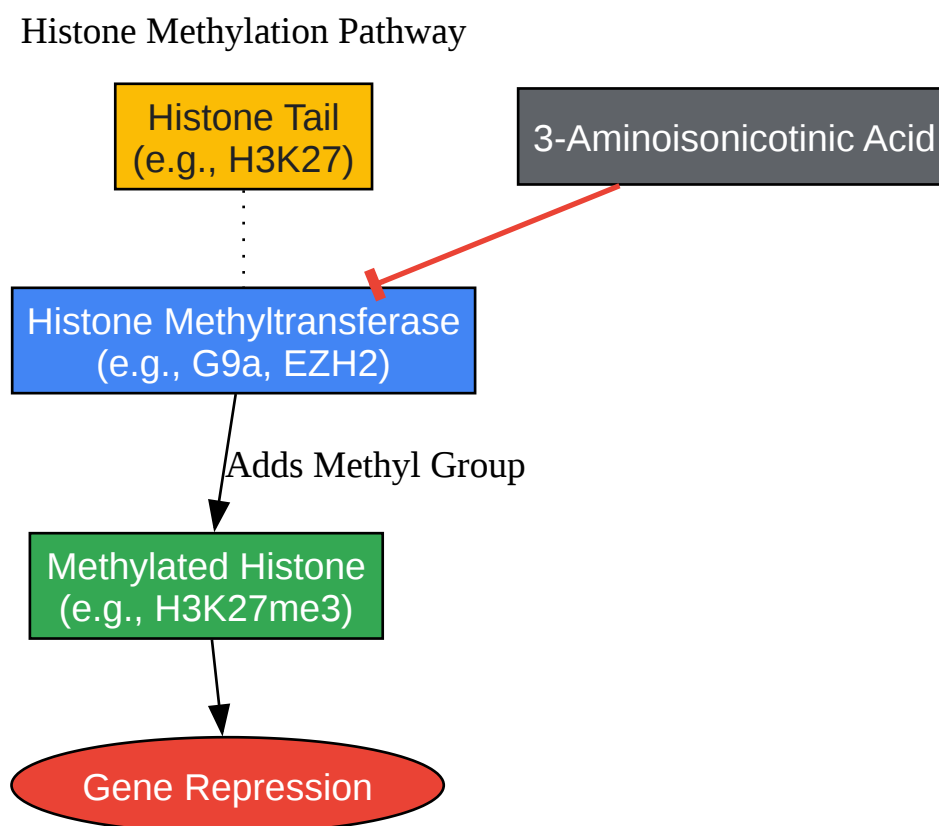 Histone Methylation Pathway
Histone Tail
(e.g., H3K27)
3-Aminoisonicotinic Acid
Histone Methyltransferase
(e.g., G9a, EZH2)
Adds Methyl Group
Methylated Histone
(e.g., H3K27me3)
Gene Repression